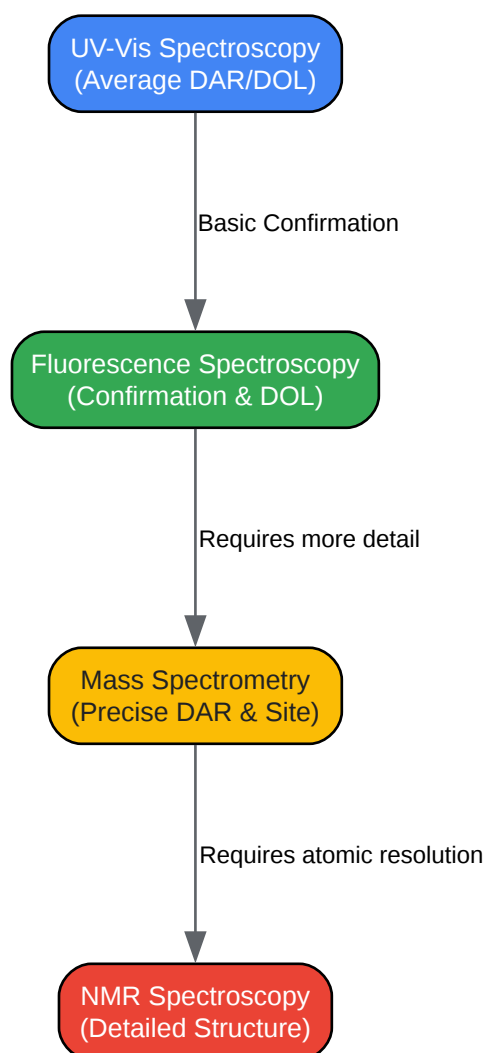 UV-Vis Spectroscopy
(Average DAR/DOL)
Basic Confirmation
Fluorescence Spectroscopy
(Confirmation & DOL)
Requires more detail
Mass Spectrometry
(Precise DAR & Site)
Requires atomic resolution
NMR Spectroscopy
(Detailed Structure)